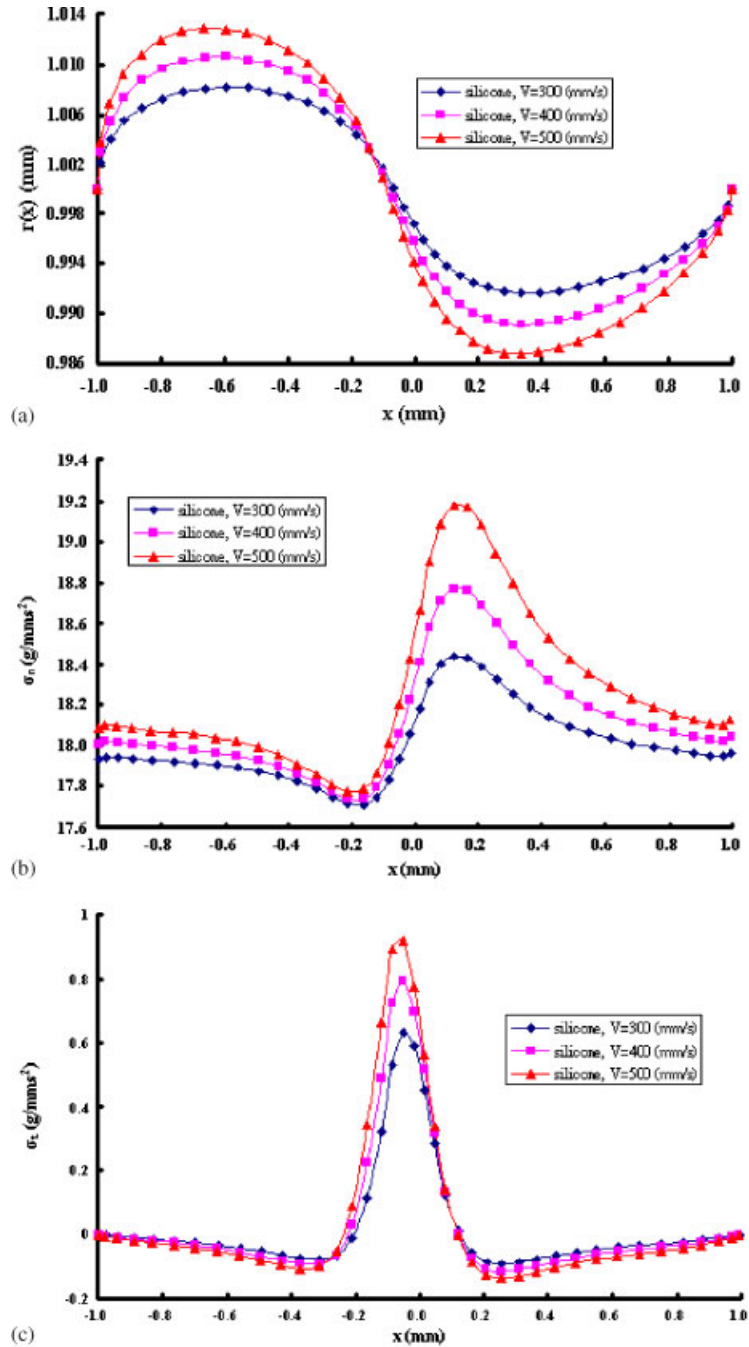 1.014
1.010
1.006
1.002
0.998
0.994
0.990
0.986
r(x) (mm)
silicone, V=300 (mm/s)
silicone, V=400 (mm/s)
silicone, V=500 (mm/s)
-1.0 -0.8 -0.6 -0.4 -0.2 0.0 0.2 0.4 0.6 0.8 1.0
x (mm)
(a)
19.4
19.2
19.0
18.8
18.6
18.4
18.2
18.0
17.8
17.6
σn (g/mms²)
silicone, V=300 (mm/s)
silicone, V=400 (mm/s)
silicone, V=500 (mm/s)
-1.0 -0.8 -0.6 -0.4 -0.2 0.0 0.2 0.4 0.6 0.8 1.0
x (mm)
(b)
1
0.8
0.6
0.4
0.2
0
-0.2
σt (g/mms²)
silicone, V=300 (mm/s)
silicone, V=400 (mm/s)
silicone, V=500 (mm/s)
-1.0 -0.8 -0.6 -0.4 -0.2 0.0 0.2 0.4 0.6 0.8 1.0
x (mm)
(c)